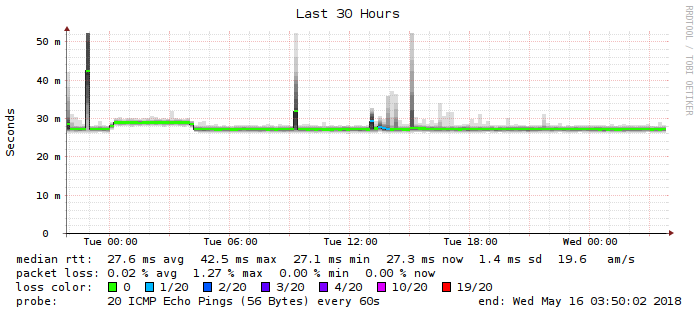 Last 30 Hours
RRDTOOL / TOBI OETIKER
Seconds
50 m
40 m
30 m
20 m
10 m
0
Tue 00:00 Tue 06:00 Tue 12:00 Tue 18:00 Wed 00:00
median rtt: 27.6 ms avg 42.5 ms max 27.1 ms min 27.3 ms now 1.4 ms sd 19.6 am/s
packet loss: 0.02 % avg 1.27 % max 0.00 % min 0.00 % now
loss color: 0 1/20 2/20 3/20 4/20 10/20 19/20
probe: 20 ICMP Echo Pings (56 Bytes) every 60s end: Wed May 16 03:50:02 2018